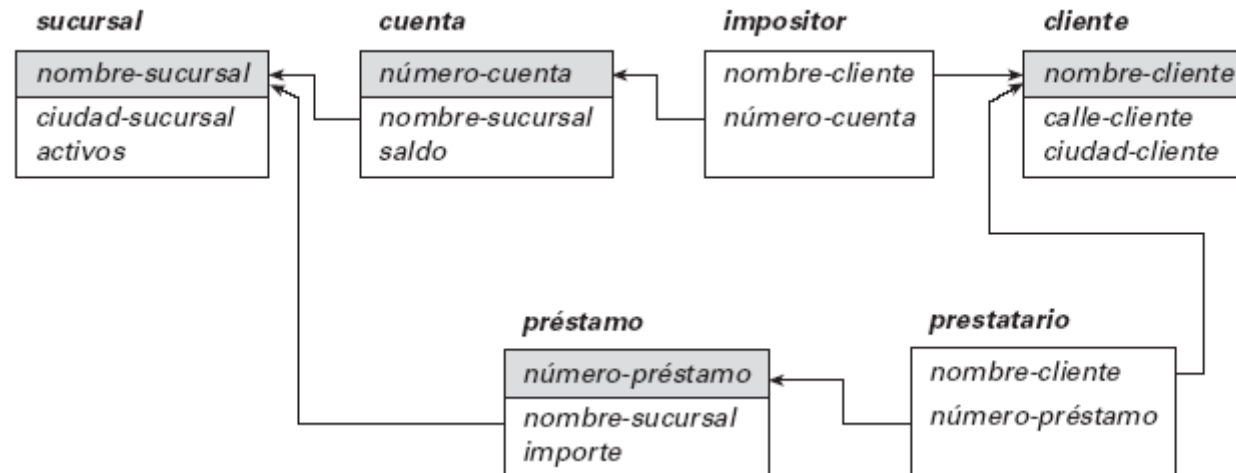 sucursal
nombre-sucursal
ciudad-sucursal
activos
cuenta
número-cuenta
nombre-sucursal
saldo
impositor
nombre-cliente
número-cuenta
cliente
nombre-cliente
calle-cliente
ciudad-cliente
préstamo
número-préstamo
nombre-sucursal
importe
prestatario
nombre-cliente
número-préstamo